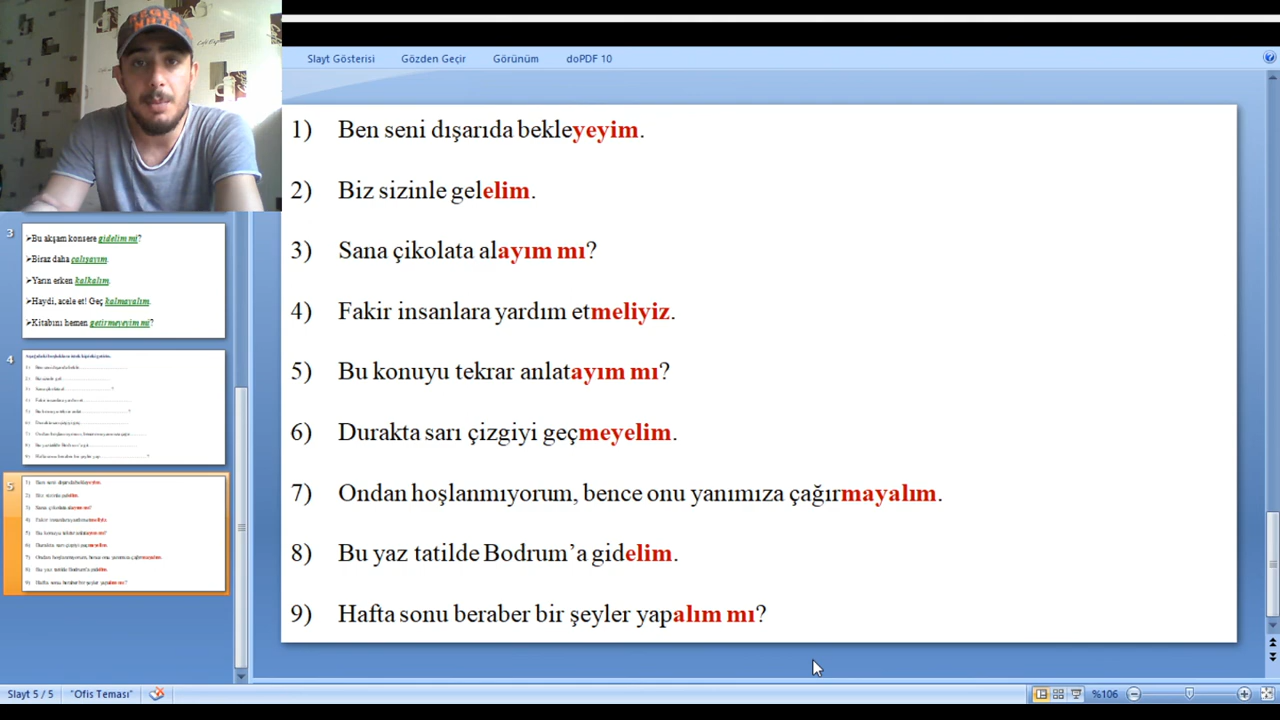 Slayt Gösterisi Gözden Geçir Görünüm doPDF 10
1) Ben seni dışarıda bekleyeyim.
2) Biz sizinle gelelim.
3) Sana çikolata alayım mı?
4) Fakir insanlara yardım etmeliyiz.
5) Bu konuyu tekrar anlatayım mı?
6) Durakta sarı çizgiyi geçmeyelim.
7) Ondan hoşlanmıyorum, bence onu yanımıza çağırmayalım.
8) Bu yaz tatilde Bodrum’a gidelim.
9) Hafta sonu beraber bir şeyler yapalım mı?
3
➢Bu akşam konsere gidelim mi?
➢Biraz daha çalışayım.
➢Yarın erken kalkalım.
➢Haydi, acele et! Geç kalmayalım.
➢Kitabını hemen getirmeyeyim mi?
4
5
Slayt 5 / 5 "Ofis Teması" %106